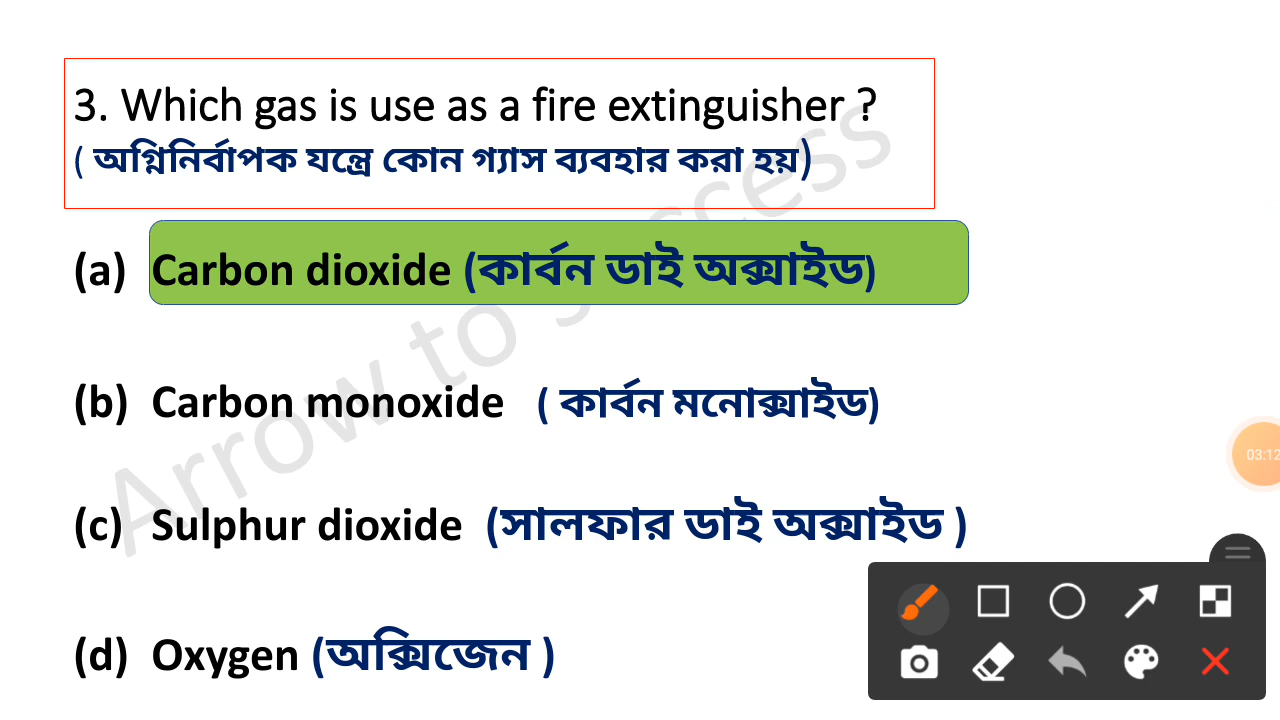 3. Which gas is use as a fire extinguisher ?
( অগ্নিনির্বাপক যন্ত্রে কোন গ্যাস ব্যবহার করা হয়)
(a) Carbon dioxide (কার্বন ডাই অক্সাইড)
(b) Carbon monoxide ( কার্বন মনোক্সাইড)
(c) Sulphur dioxide (সালফার ডাই অক্সাইড )
(d) Oxygen (অক্সিজেন )
Arrow to success
03:12